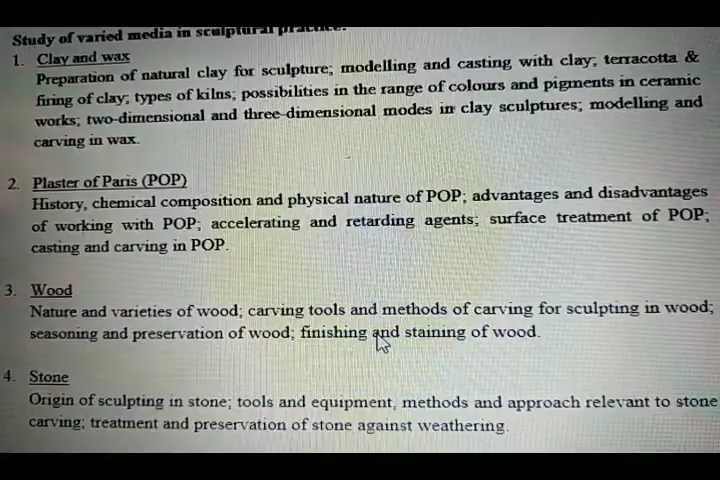 Study of varied media in sculptural practice.
1. Clay and wax
Preparation of natural clay for sculpture; modelling and casting with clay; terracotta &
firing of clay; types of kilns; possibilities in the range of colours and pigments in ceramic
works; two-dimensional and three-dimensional modes in clay sculptures; modelling and
carving in wax.
2. Plaster of Paris (POP)
History, chemical composition and physical nature of POP; advantages and disadvantages
of working with POP; accelerating and retarding agents; surface treatment of POP;
casting and carving in POP.
3. Wood
Nature and varieties of wood; carving tools and methods of carving for sculpting in wood;
seasoning and preservation of wood; finishing and staining of wood.
4. Stone
Origin of sculpting in stone; tools and equipment, methods and approach relevant to stone
carving; treatment and preservation of stone against weathering.